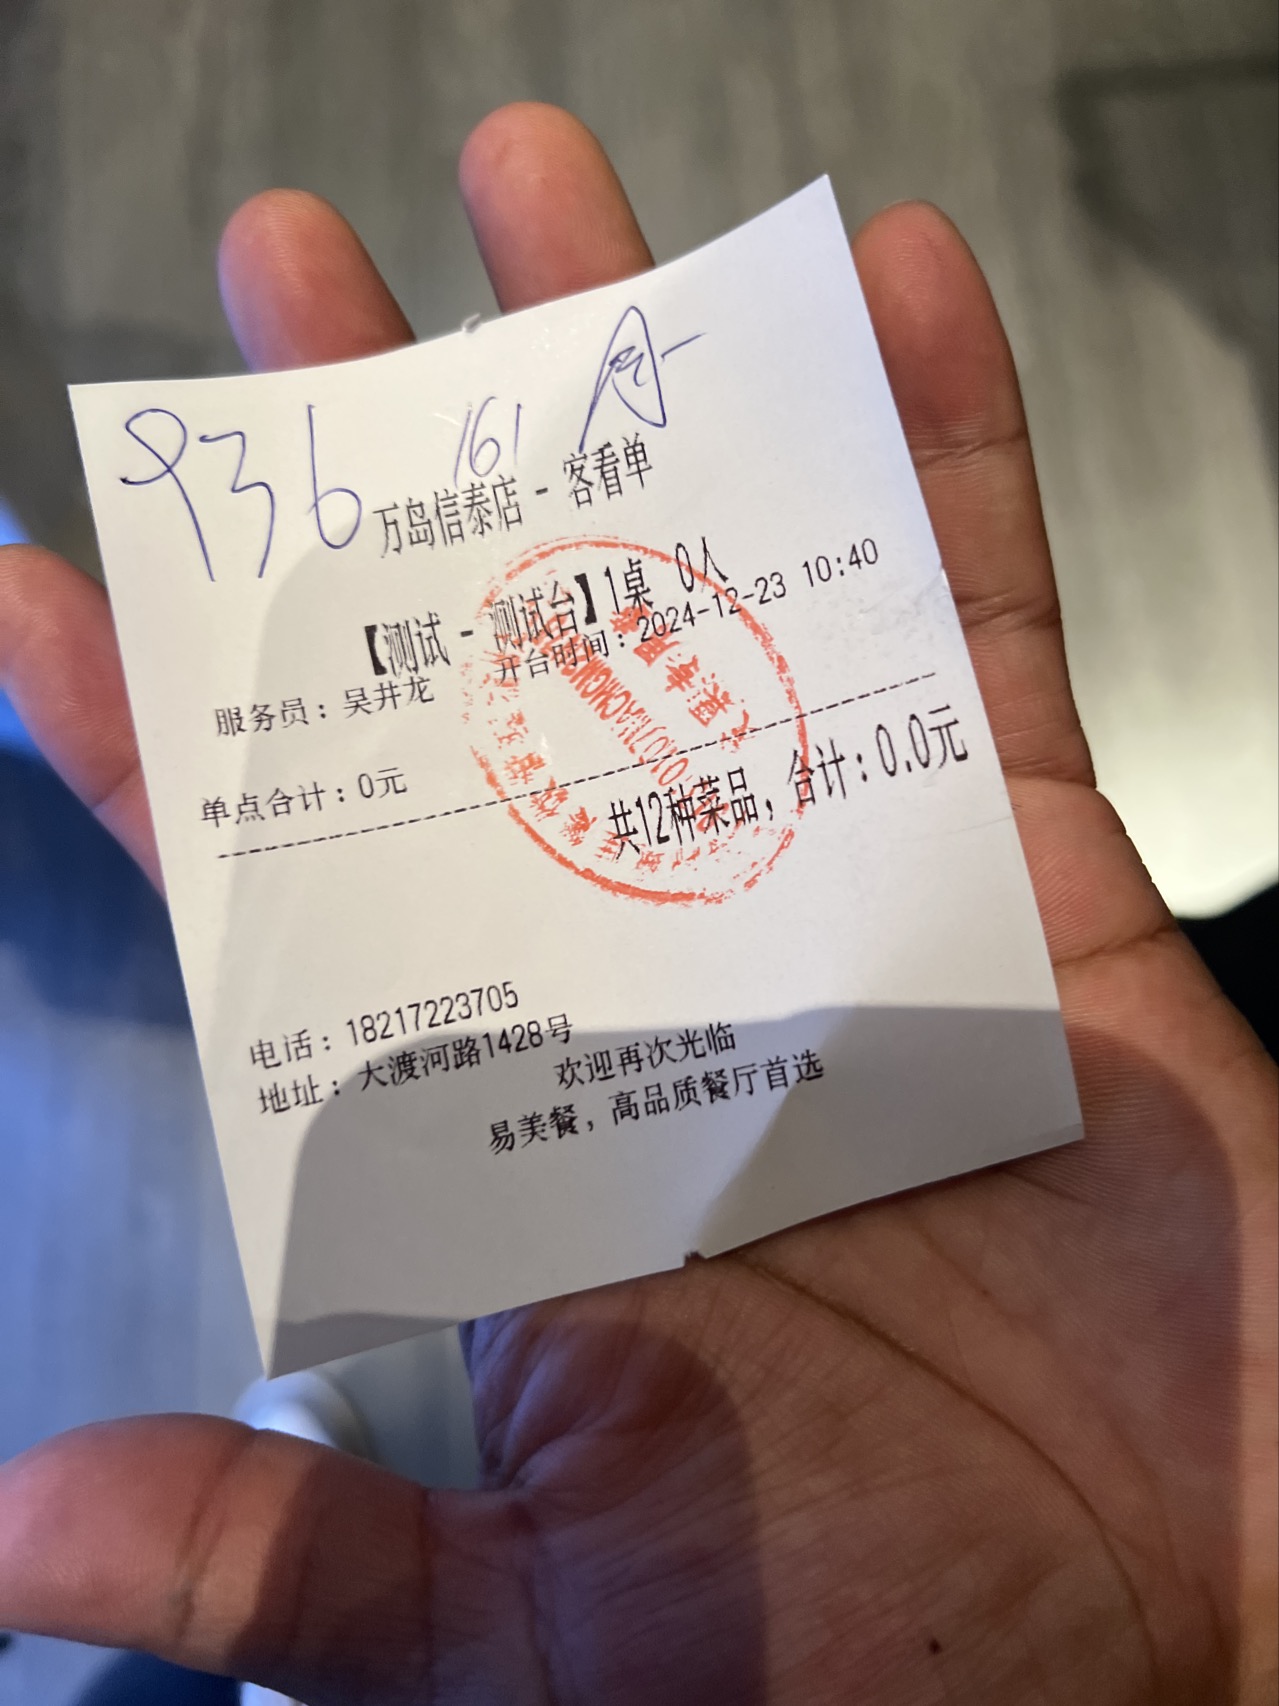 936 161
万岛信泰店 - 客看单
【测试 - 测试台】1桌 0人
服务员：吴井龙 开台时间：2024-12-23 10:40
单点合计：0元
共12种菜品，合计：0.0元
电话：18217223705
地址：大渡河路1428号
欢迎再次光临
易美餐，高品质餐厅首选